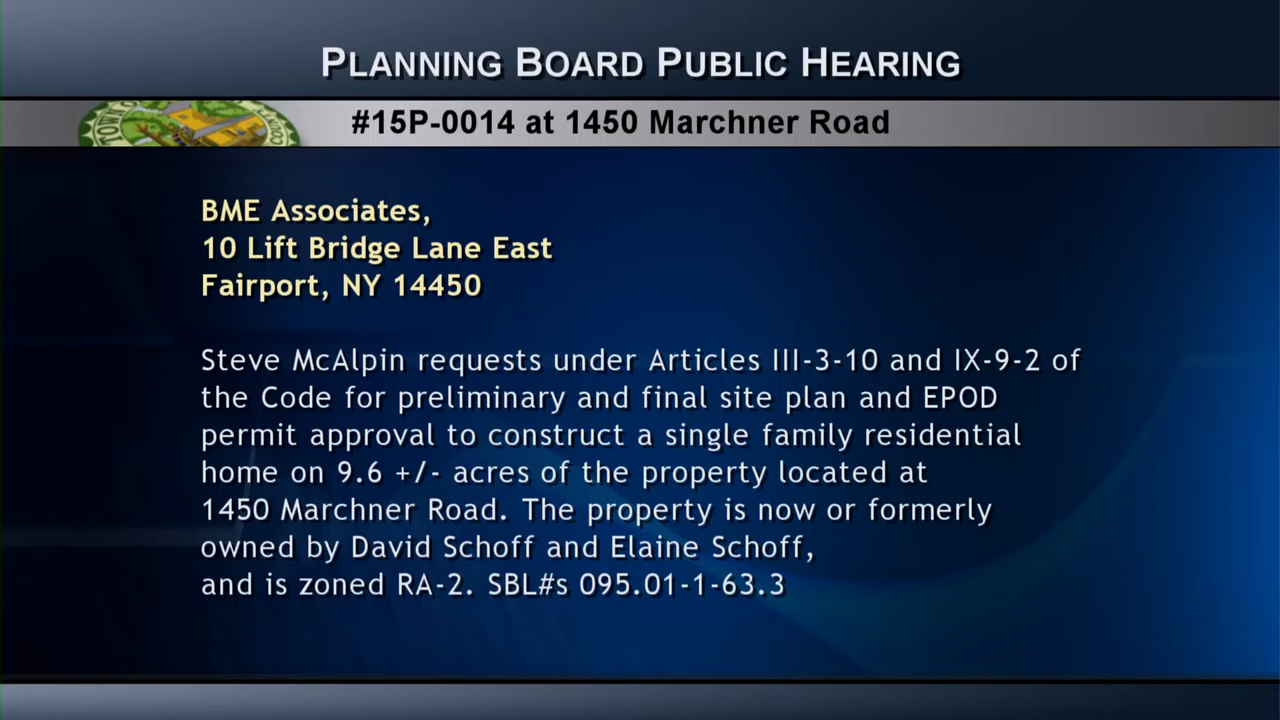 PLANNING BOARD PUBLIC HEARING
TOWN O
#15P-0014 at 1450 Marchner Road
BME Associates,
10 Lift Bridge Lane East
Fairport, NY 14450
Steve McAlpin requests under Articles III-3-10 and IX-9-2 of
the Code for preliminary and final site plan and EPOD
permit approval to construct a single family residential
home on 9.6 +/- acres of the property located at
1450 Marchner Road. The property is now or formerly
owned by David Schoff and Elaine Schoff,
and is zoned RA-2. SBL#s 095.01-1-63.3